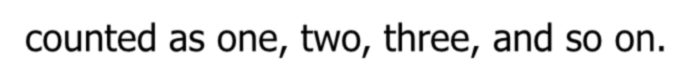 counted as one, two, three, and so on.